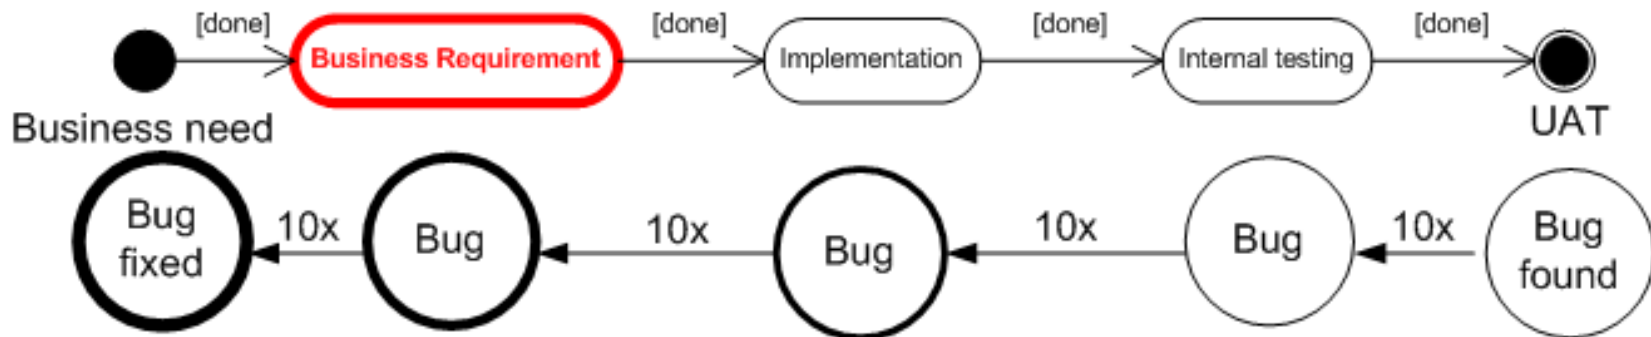 [done] [done] [done] [done]
Business Requirement Implementation Internal testing
Business need UAT
Bug fixed 10x Bug 10x Bug 10x Bug 10x Bug found